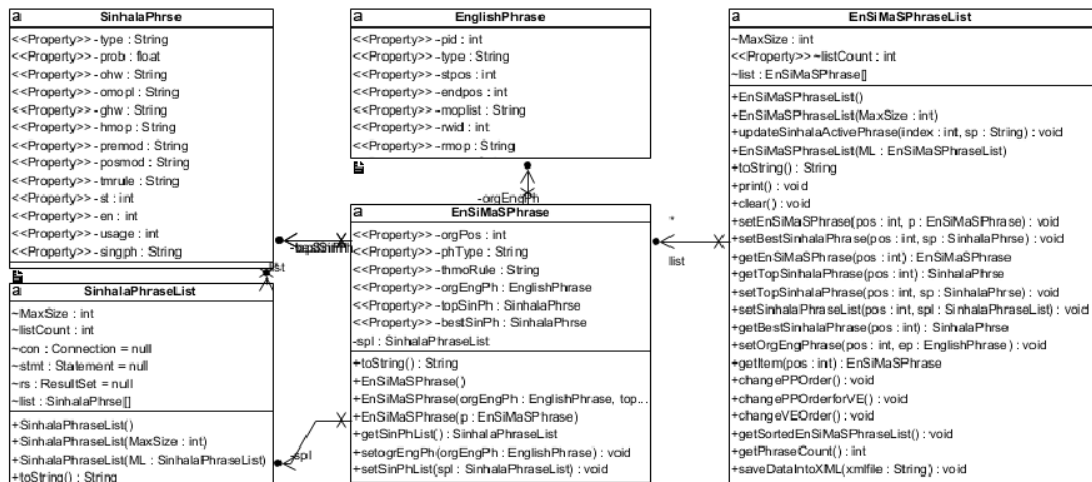 a
SinhalaPhrse
<<Property>> -type : String
<<Property>> -prob : float
<<Property>> -ohw : String
<<Property>> -omopl : String
<<Property>> -ghw : String
<<Property>> -hmop : String
<<Property>> -premod : String
<<Property>> -posmod : String
<<Property>> -tmrule : String
<<Property>> -st : int
<<Property>> -en : int
<<Property>> -usage : int
<<Property>> -singph : String
list
a
SinhalaPhraseList
~MaxSize : int
~listCount : int
~con : Connection = null
~stmt : Statement = null
~rs : ResultSet = null
~list : SinhalaPhrse[]
+SinhalaPhraseList()
+SinhalaPhraseList(MaxSize : int)
+SinhalaPhraseList(ML : SinhalaPhraseList)
+toString() : String
a
EnglishPhrase
<<Property>> -pid : int
<<Property>> -type : String
<<Property>> -stpos : int
<<Property>> -endpos : int
<<Property>> -moplist : String
<<Property>> -rwid : int
<<Property>> -rmop : String
-orgEngPh
a
EnSiMaSPhrase
<<Property>> -orgPos : int
<<Property>> -phType : String
<<Property>> -thmoRule : String
<<Property>> -orgEngPh : EnglishPhrase
<<Property>> -topSinPh : SinhalaPhrse
<<Property>> -bestSinPh : SinhalaPhrse
-spl : SinhalaPhraseList
+toString() : String
+EnSiMaSPhrase()
+EnSiMaSPhrase(orgEngPh : EnglishPhrase, top...
+EnSiMaSPhrase(p : EnSiMaSPhrase)
+getSinPhList() : SinhalaPhraseList
+setogrEngPh(orgEngPh : EnglishPhrase) : void
+setSinPhList(spl : SinhalaPhraseList) : void
-spl
*
list
a
EnSiMaSPhraseList
~MaxSize : int
<<Property>> ~listCount : int
~list : EnSiMaSPhrase[]
+EnSiMaSPhraseList()
+EnSiMaSPhraseList(MaxSize : int)
+updateSinhalaActivePhrase(index : int, sp : String) : void
+EnSiMaSPhraseList(ML : EnSiMaSPhraseList)
+toString() : String
+print() : void
+clear() : void
+setEnSiMaSPhrase(pos : int, p : EnSiMaSPhrase) : void
+setBestSinhalaPhrase(pos : int, sp : SinhalaPhrse) : void
+getEnSiMaSPhrase(pos : int) : EnSiMaSPhrase
+getTopSinhalaPhrase(pos : int) : SinhalaPhrse
+setTopSinhalaPhrase(pos : int, sp : SinhalaPhrse) : void
+setSinhalaPhraseList(pos : int, spl : SinhalaPhraseList) : void
+getBestSinhalaPhrase(pos : int) : SinhalaPhrse
+setOrgEngPhrase(pos : int, ep : EnglishPhrase) : void
+getItem(pos : int) : EnSiMaSPhrase
+changePPOrder() : void
+changePPOrderforVE() : void
+changeVEOrder() : void
+getSortedEnSiMaSPhraseList() : void
+getPhraseCount() : int
+saveDataIntoXML(xmlfile : String) : void